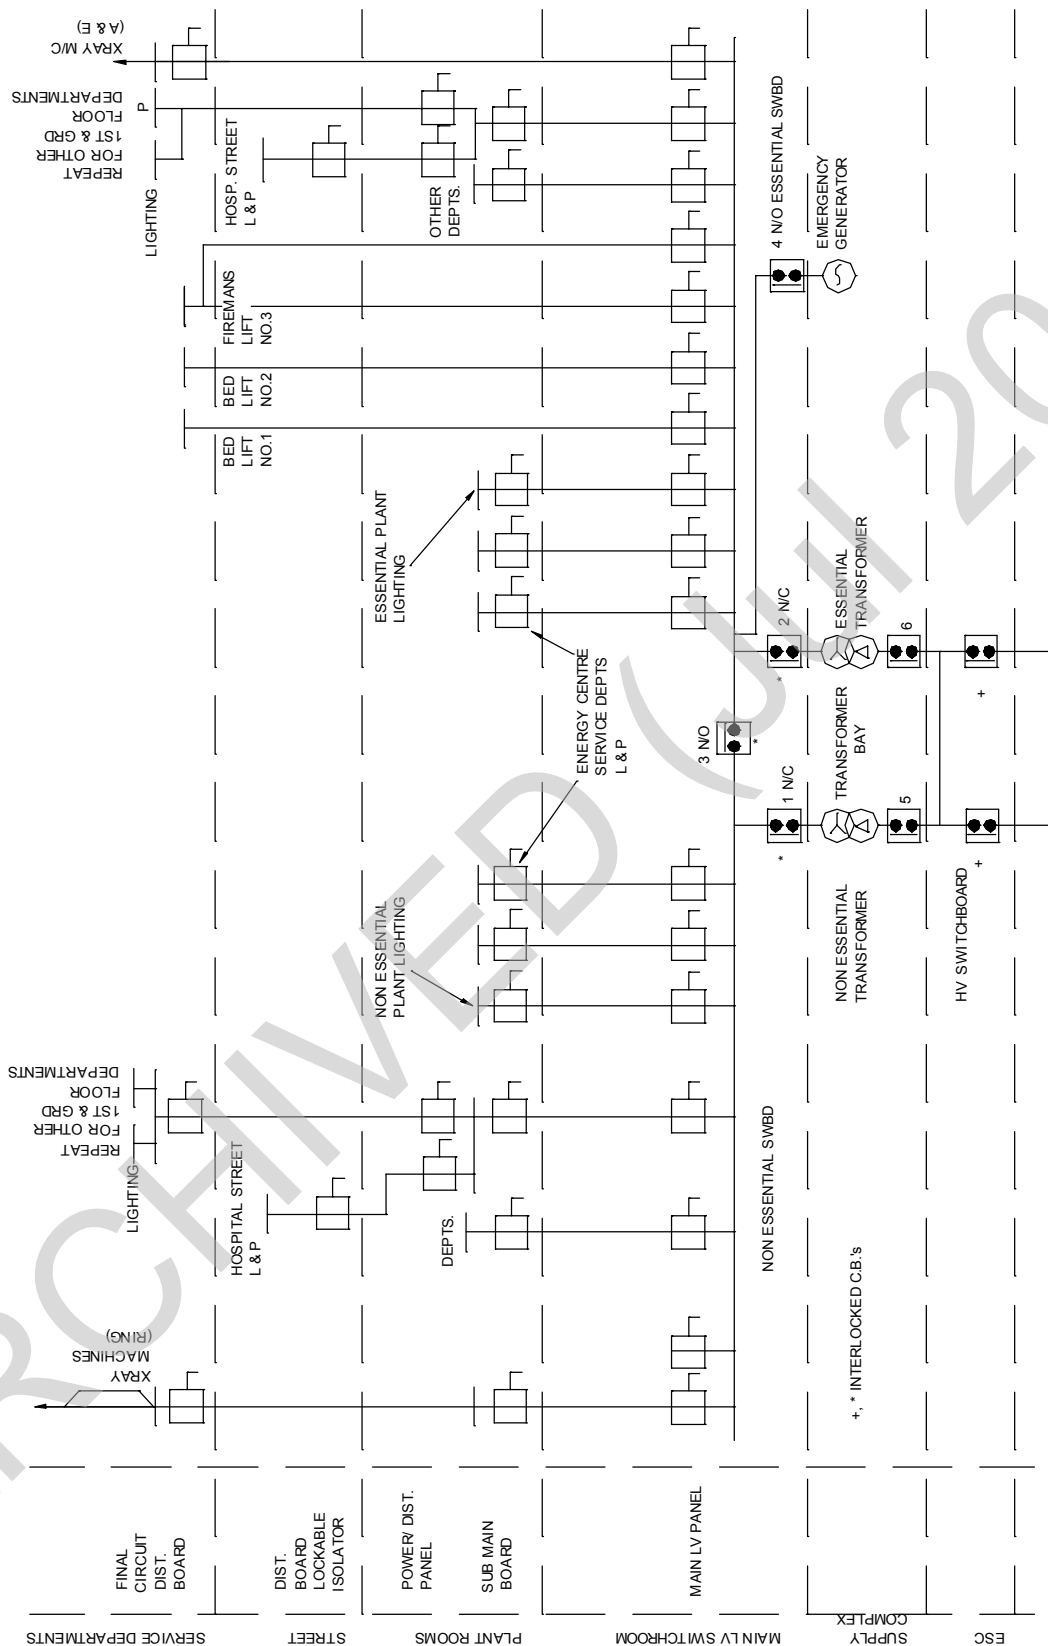 SERVICE DEPARTMENTS
STREET
PLANT ROOMS
MAIN LV SWITCHROOM
SUPPLY
COMPLEX
ESC
FINAL
CIRCUIT
DIST.
BOARD
DIST.
BOARD
LOCKABLE
ISOLATOR
POWER/ DIST.
PANEL
SUB MAIN
BOARD
MAIN LV PANEL
XRAY
MACHINES
(RING)
LIGHTING
REPEAT
FOR OTHER
1ST & GRD
FLOOR
DEPARTMENTS
HOSPITAL STREET
L & P
DEPTS.
NON ESSENTIAL
PLANT LIGHTING
ENERGY CENTRE
SERVICE DEPTS
L & P
ESSENTIAL PLANT
LIGHTING
BED
LIFT
NO.1
BED
LIFT
NO.2
FIREMANS
LIFT
NO.3
LIGHTING
REPEAT
FOR OTHER
1ST & GRD
FLOOR
DEPARTMENTS
P
HOSP. STREET
L & P
OTHER
DEPTS.
XRAY M/C
(A & E)
NON ESSENTIAL SWBD
3 N/O
*
* 1 N/C
* 2 N/C
4 N/O ESSENTIAL SWBD
EMERGENCY
GENERATOR
NON ESSENTIAL
TRANSFORMER
TRANSFORMER
BAY
ESSENTIAL
TRANSFORMER
5
6
HV SWITCHBOARD
+
+
+, * INTERLOCKED C.B.'s
ARCHIVED (Jul 20